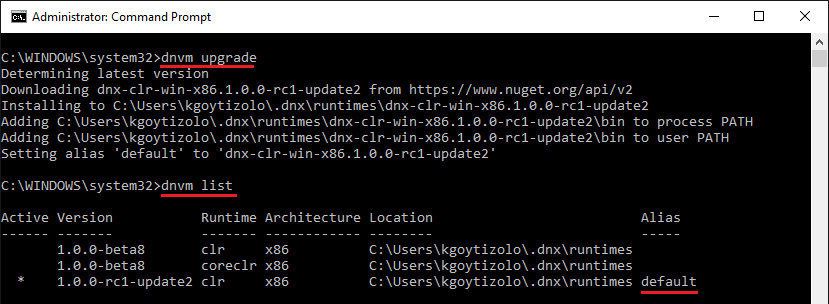 Administrator: Command Prompt
C:\WINDOWS\system32>dnvm upgrade
Determining latest version
Downloading dnx-clr-win-x86.1.0.0-rc1-update2 from https://www.nuget.org/api/v2
Installing to C:\Users\kgoytizolo\.dnx\runtimes\dnx-clr-win-x86.1.0.0-rc1-update2
Adding C:\Users\kgoytizolo\.dnx\runtimes\dnx-clr-win-x86.1.0.0-rc1-update2\bin to process PATH
Adding C:\Users\kgoytizolo\.dnx\runtimes\dnx-clr-win-x86.1.0.0-rc1-update2\bin to user PATH
Setting alias 'default' to 'dnx-clr-win-x86.1.0.0-rc1-update2'
C:\WINDOWS\system32>dnvm list
Active Version           Runtime Architecture Location                         Alias
------ -------           ------- ------------ --------                         -----
       1.0.0-beta8       clr     x86          C:\Users\kgoytizolo\.dnx\runtimes
       1.0.0-beta8       coreclr x86          C:\Users\kgoytizolo\.dnx\runtimes
  *    1.0.0-rc1-update2 clr     x86          C:\Users\kgoytizolo\.dnx\runtimes default